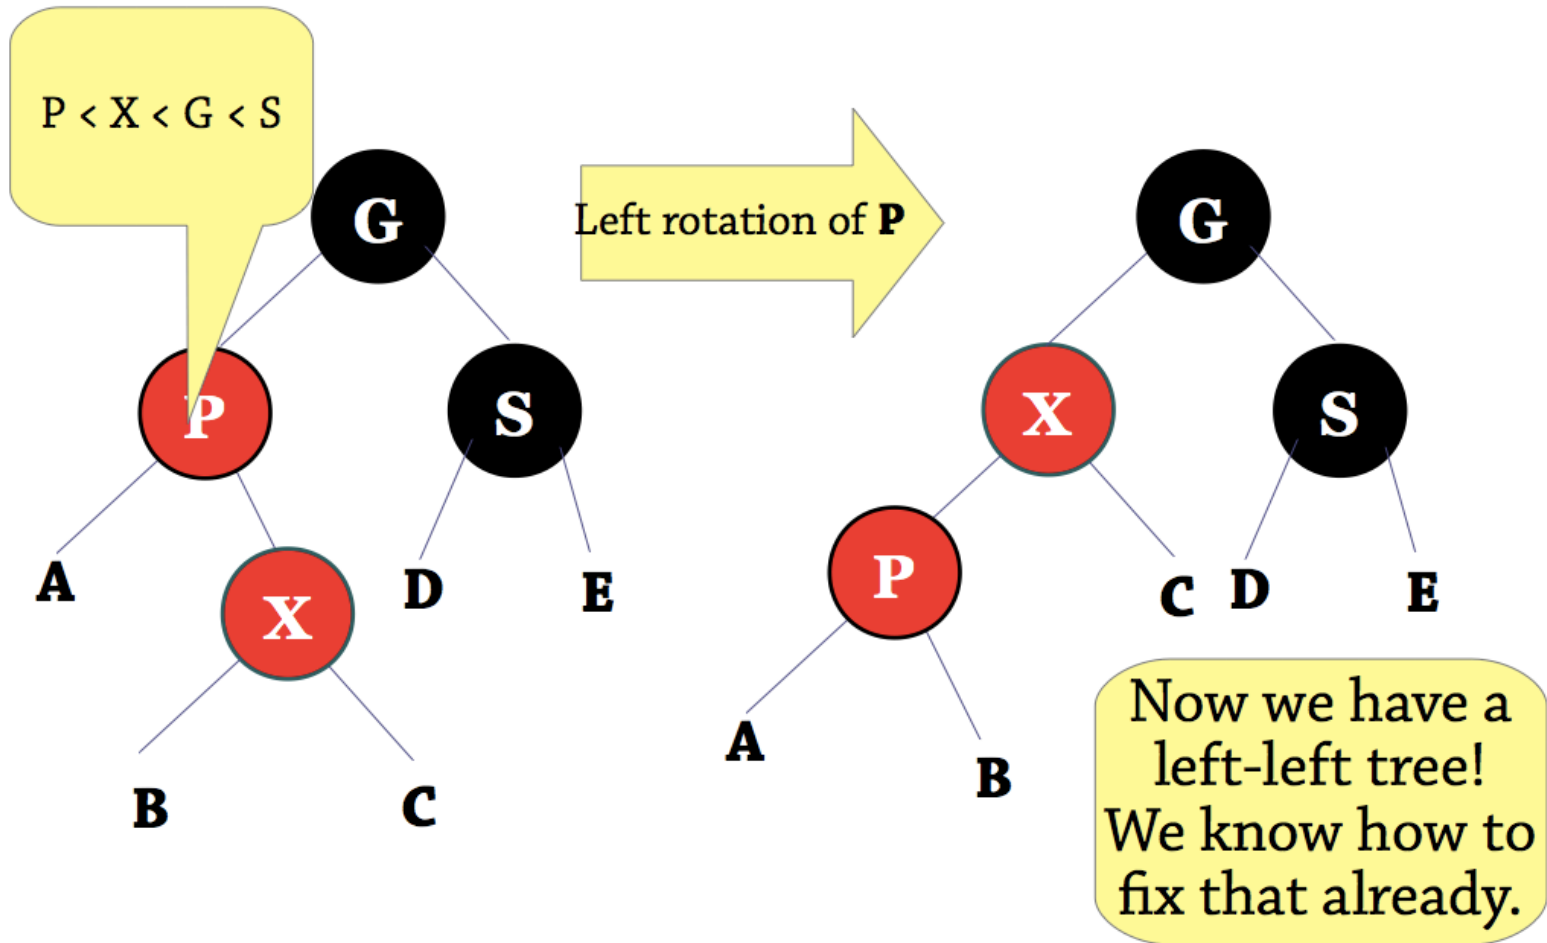 P < X < G < S
G
Left rotation of P
G
P
S
X
S
A
X
D
E
P
C
D
E
B
C
A
B
Now we have a
left-left tree!
We know how to
fix that already.